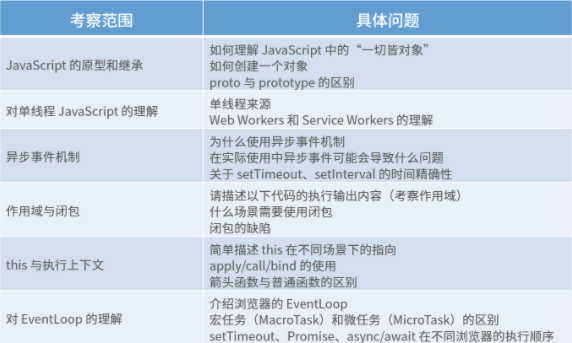 考察范围
具体问题
JavaScript 的原型和继承
如何理解 JavaScript 中的“一切皆对象”
如何创建一个对象
proto 与 prototype 的区别
对单线程 JavaScript 的理解
单线程来源
Web Workers 和 Service Workers 的理解
异步事件机制
为什么使用异步事件机制
在实际使用中异步事件可能会导致什么问题
关于 setTimeout、setInterval 的时间精确性
作用域与闭包
请描述以下代码的执行输出内容（考察作用域）
什么场景需要使用闭包
闭包的缺陷
this 与执行上下文
简单描述 this 在不同场景下的指向
apply/call/bind 的使用
箭头函数与普通函数的区别
对 EventLoop 的理解
介绍浏览器的 EventLoop
宏任务（MacroTask）和微任务（MicroTask）的区别
setTimeout、Promise、async/await 在不同浏览器的执行顺序